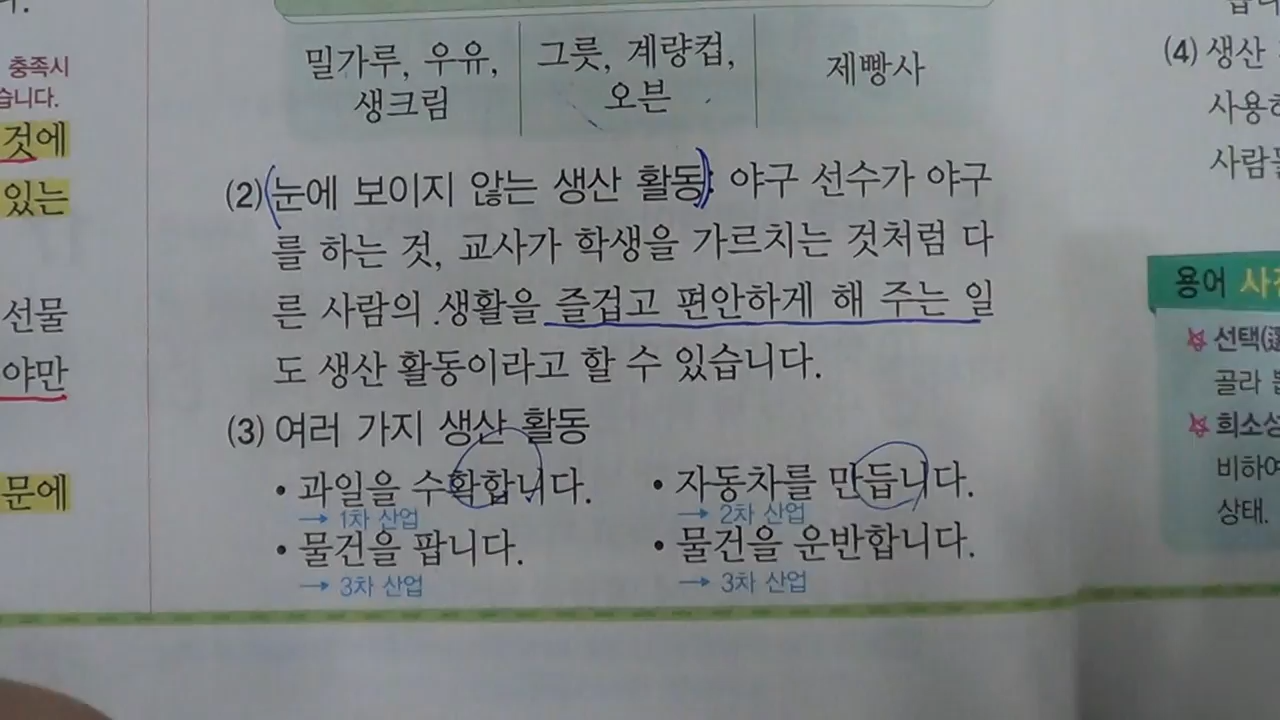 충족시
습니다.
것에
있는
선물
야만
문에
밀가루, 우유,
생크림
그릇, 계량컵,
오븐
제빵사
(2) 눈에 보이지 않는 생산 활동: 야구 선수가 야구
를 하는 것, 교사가 학생을 가르치는 것처럼 다
른 사람의 생활을 즐겁고 편안하게 해 주는 일
도 생산 활동이라고 할 수 있습니다.
(3) 여러 가지 생산 활동
• 과일을 수확합니다.
→ 1차 산업
• 자동차를 만듭니다.
→ 2차 산업
• 물건을 팝니다.
→ 3차 산업
• 물건을 운반합니다.
→ 3차 산업
(4) 생산
사용하
사람들
용어
선택
골라
희소성
비하여
상태.